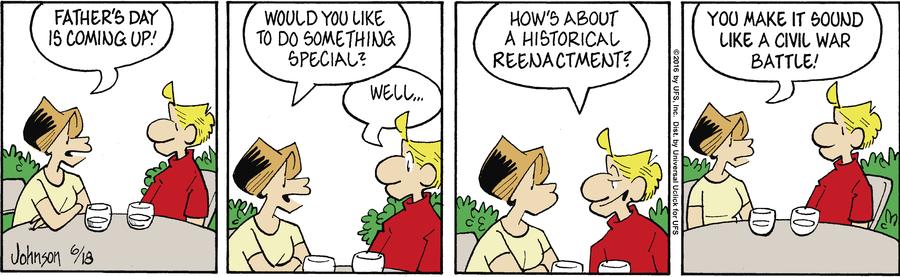 FATHER'S DAY
IS COMING UP!
WOULD YOU LIKE
TO DO SOMETHING
SPECIAL?
WELL...
HOW'S ABOUT
A HISTORICAL
REENACTMENT?
YOU MAKE IT SOUND
LIKE A CIVIL WAR
BATTLE!
Johnson 6/18
© 2016 by UFS, Inc. Dist. by Universal Uclick for UFS